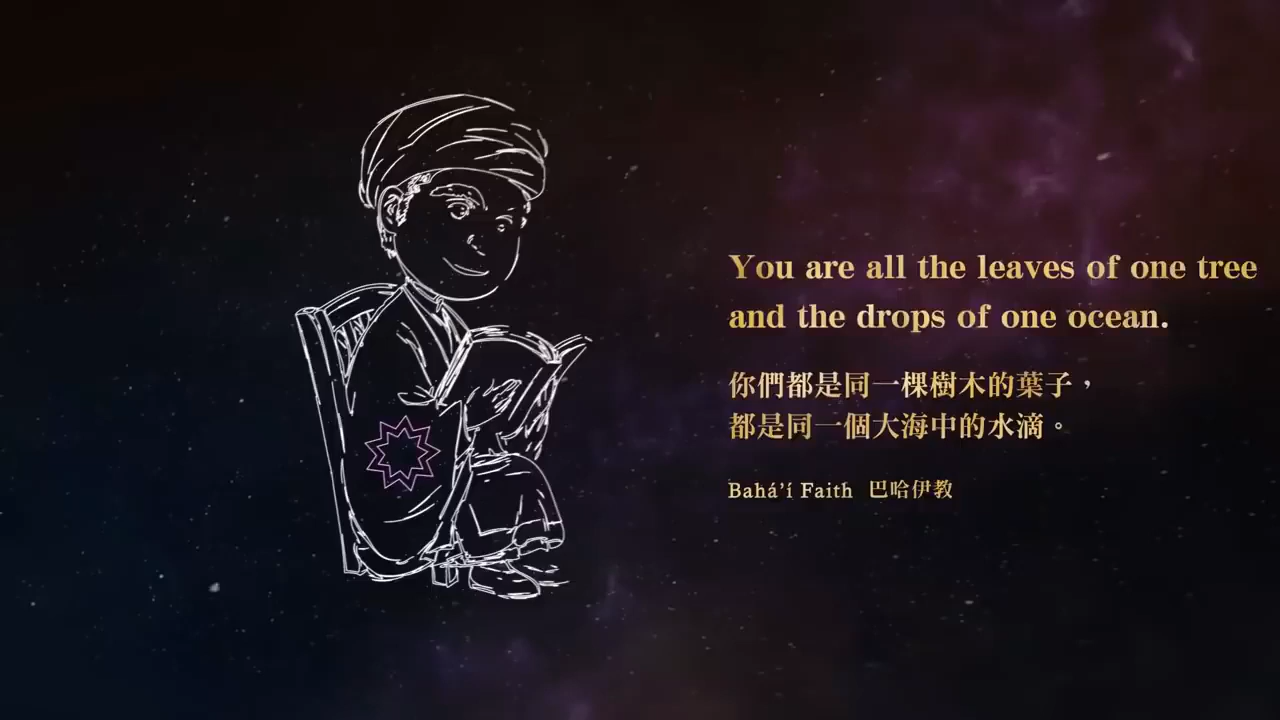 You are all the leaves of one tree
and the drops of one ocean.
你們都是同一棵樹木的葉子，
都是同一個大海中的水滴。
Bahá’í Faith 巴哈伊教